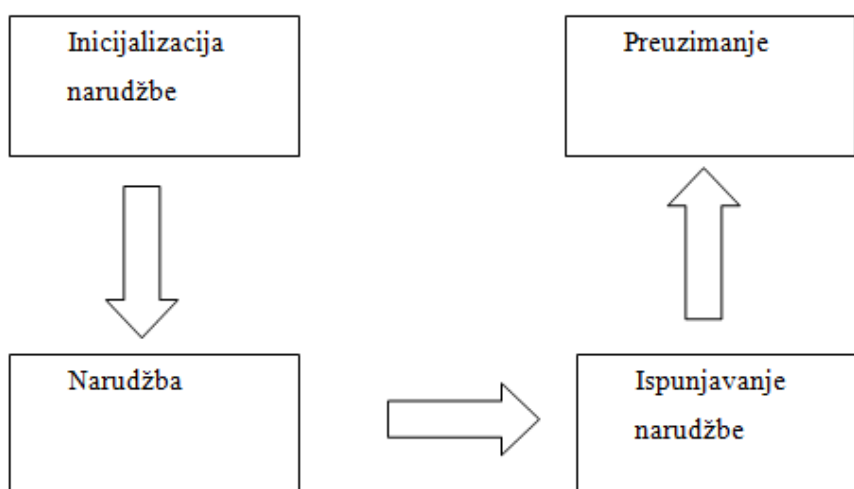 Inicijalizacija
narudžbe
Preuzimanje
Narudžba
Ispunjavanje
narudžbe